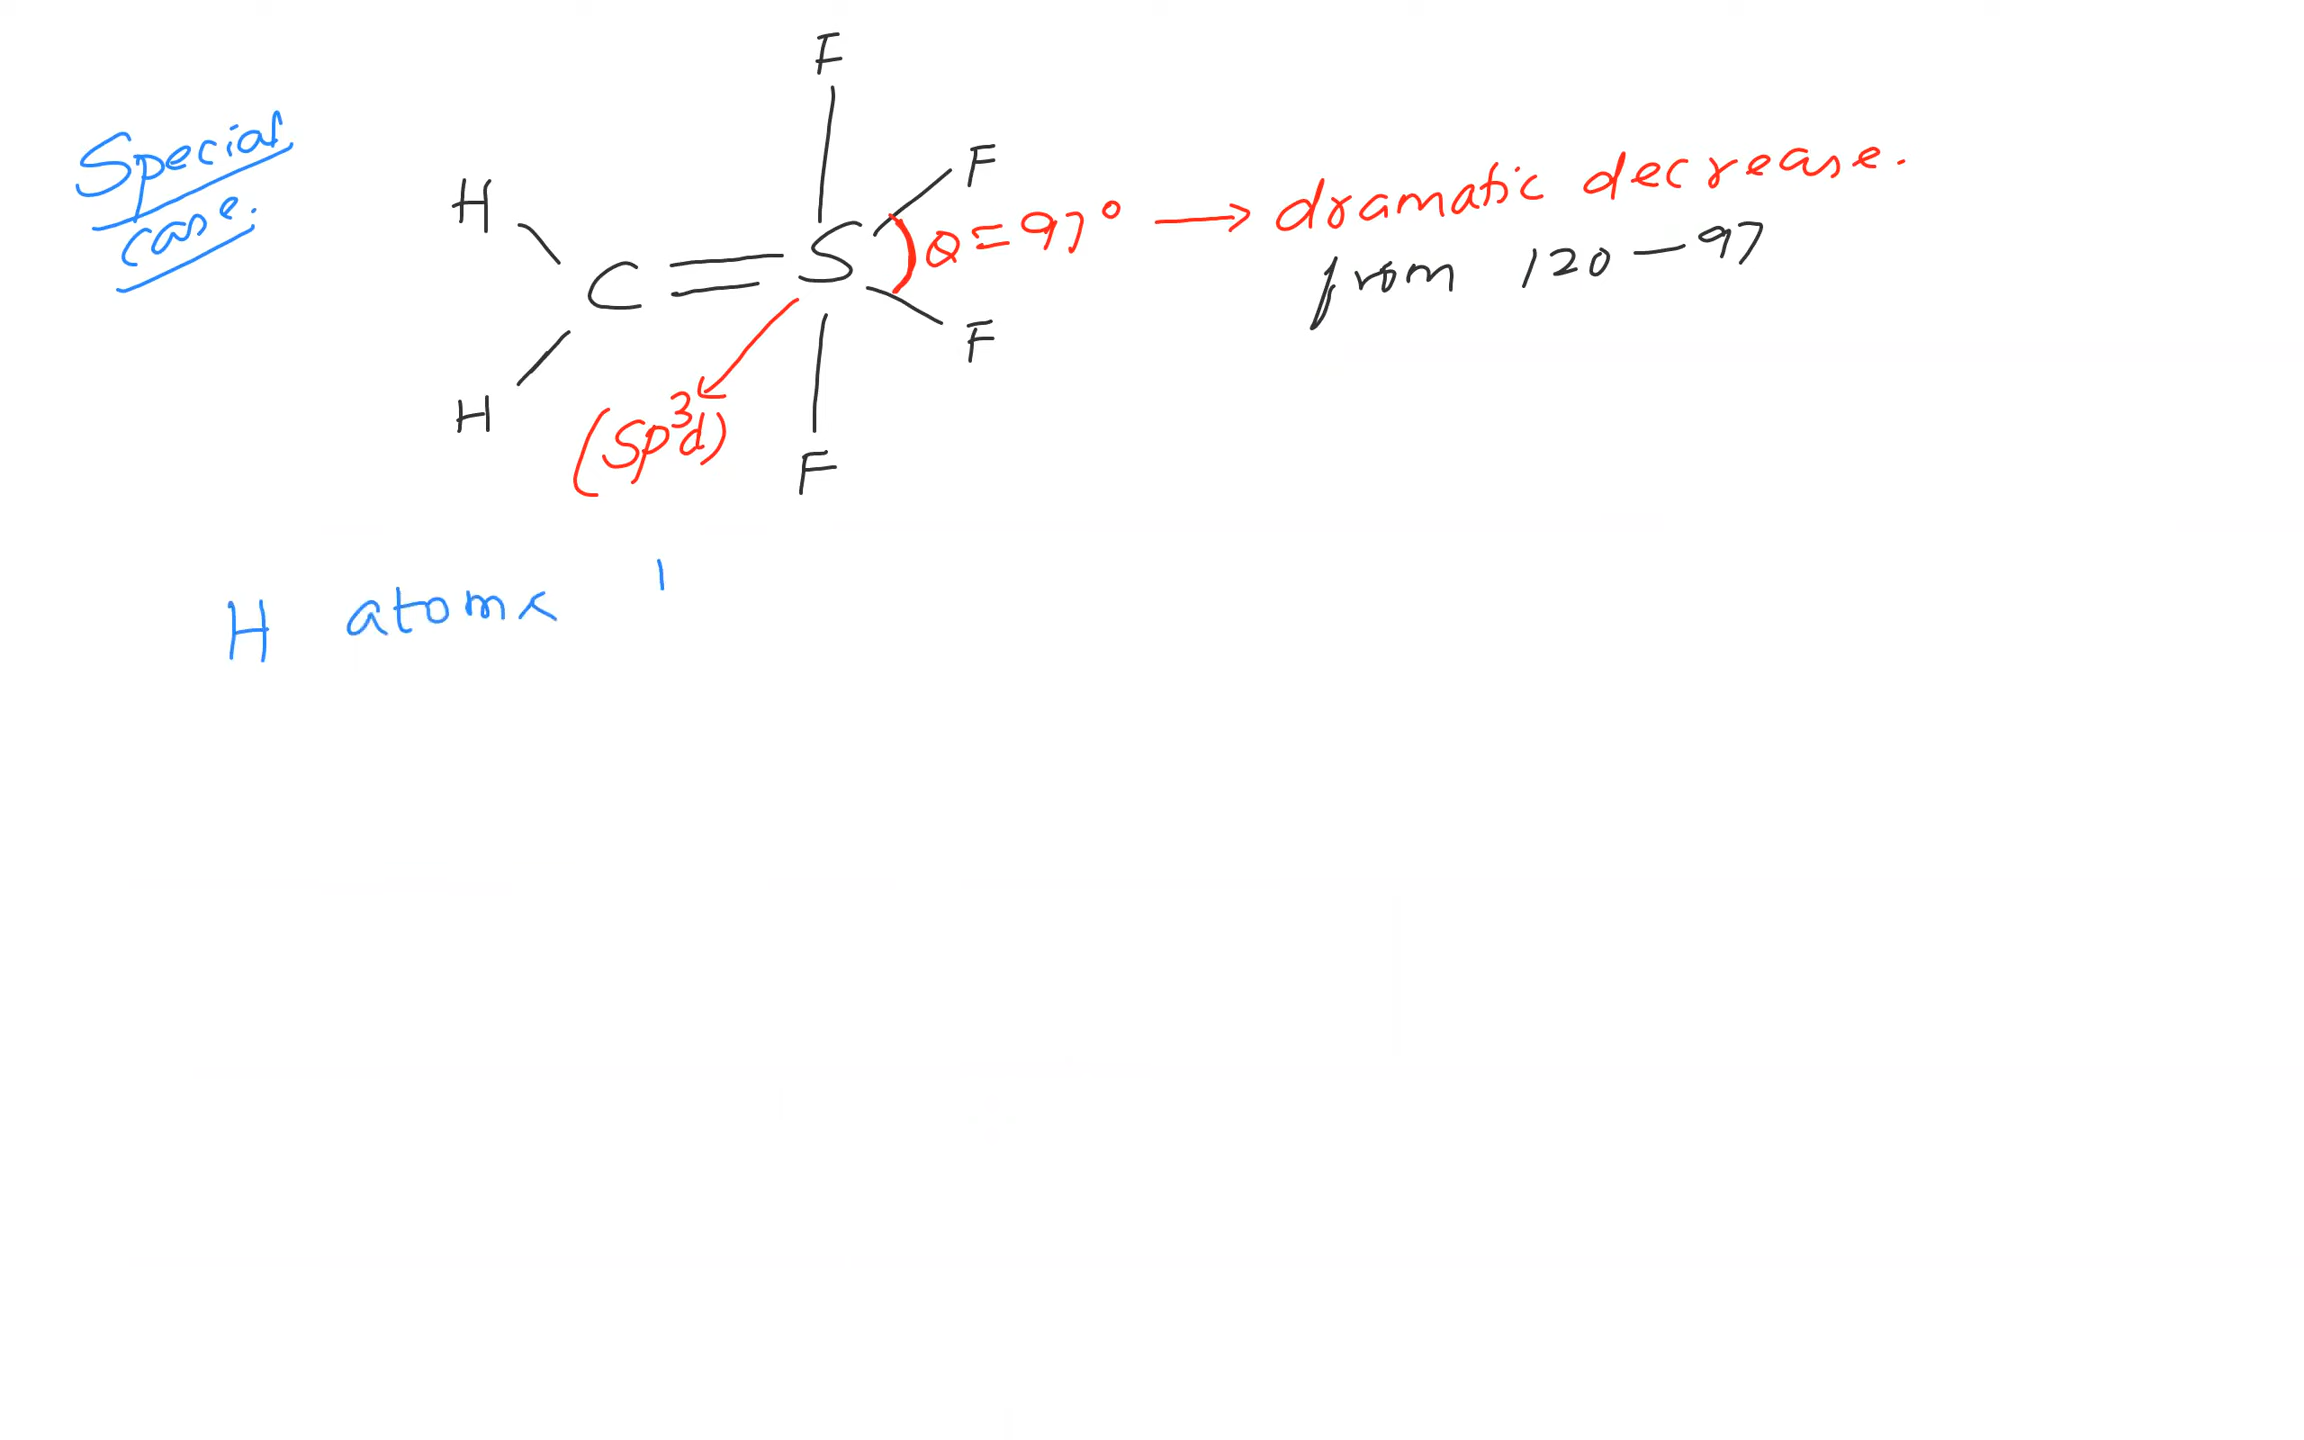 Special
case.
F
H
F
C
S
θ = 97° → dramatic decrease.
from 120 — 97
F
H
(sp³d)
F
H atoms